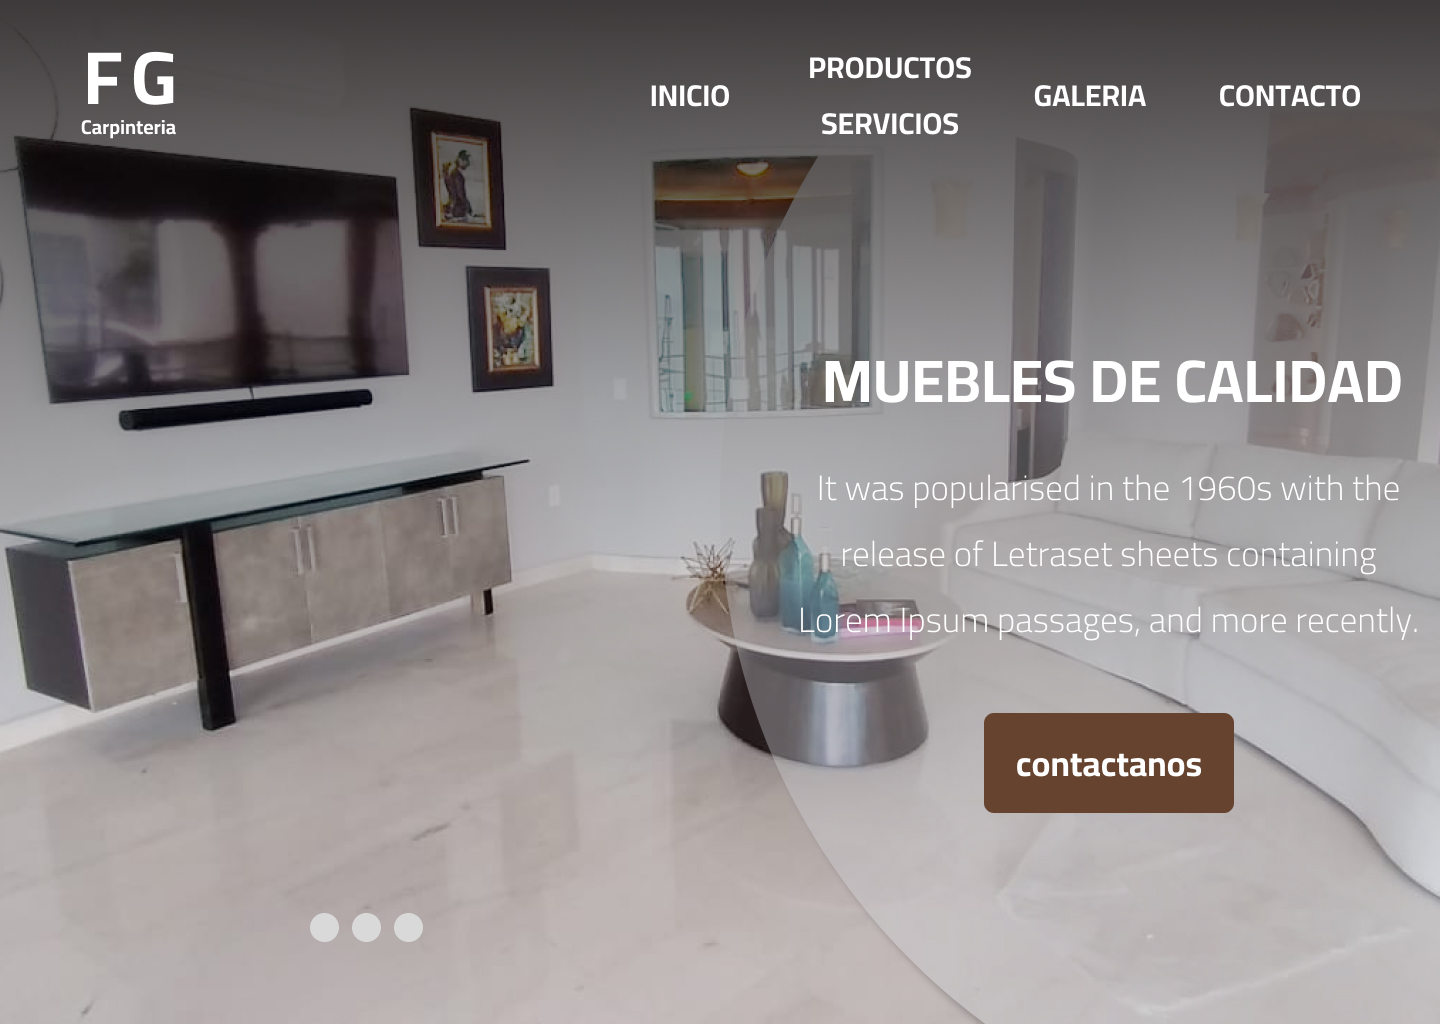 FG
Carpinteria
INICIO
PRODUCTOS
SERVICIOS
GALERIA
CONTACTO
MUEBLES DE CALIDAD
It was popularised in the 1960s with the
release of Letraset sheets containing
Lorem Ipsum passages, and more recently.
contactanos